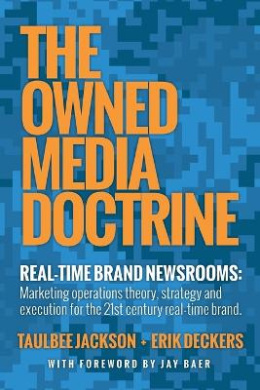 THE
OWNED
MEDIA
DOCTRINE
REAL-TIME BRAND NEWSROOMS:
Marketing operations theory, strategy and
execution for the 21st century real-time brand.
TAULBEE JACKSON + ERIK DECKERS
WITH FOREWORD BY JAY BAER